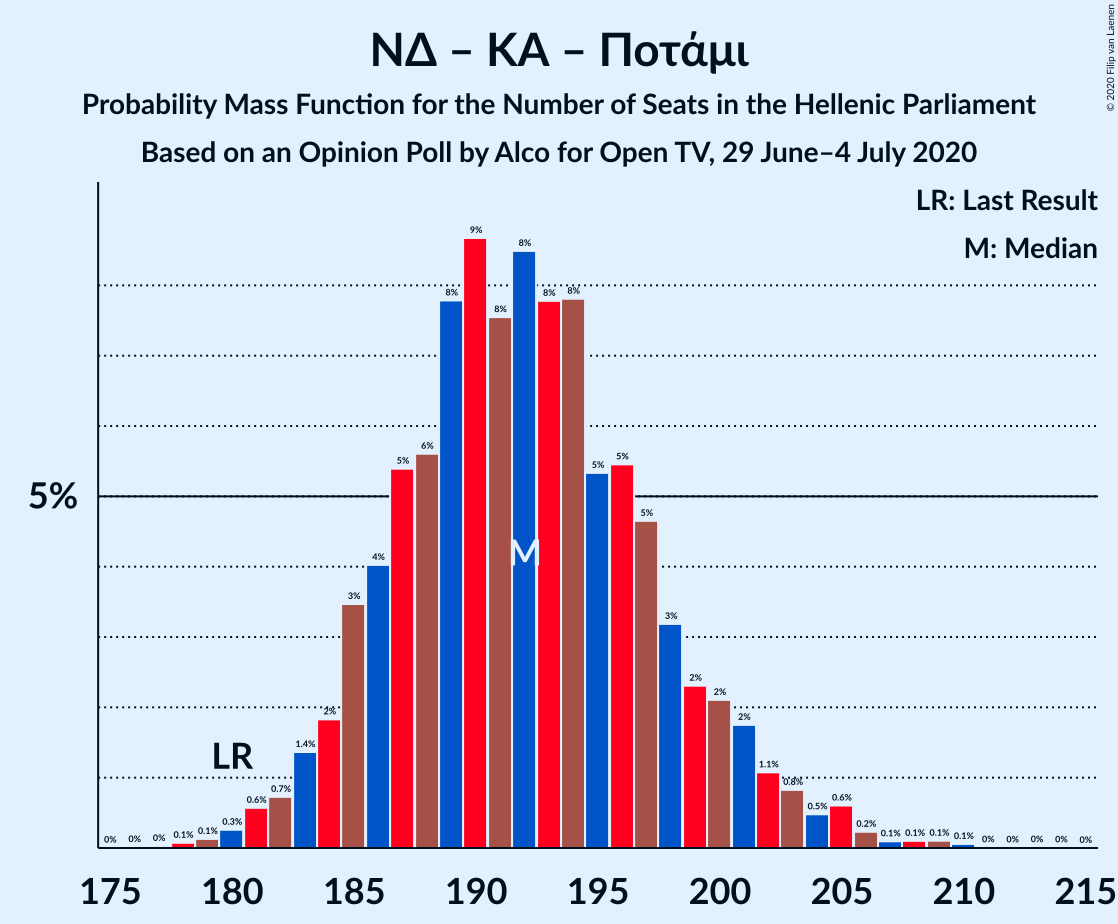 ΝΔ – ΚΑ – Ποτάμι
Probability Mass Function for the Number of Seats in the Hellenic Parliament
Based on an Opinion Poll by Alco for Open TV, 29 June–4 July 2020
© 2020 Filip van Laenen
LR: Last Result
M: Median
5%
LR
M
0% 0% 0% 0.1% 0.1% 0.3% 0.6% 0.7% 1.4% 2% 3% 4% 5% 6% 8% 9% 8% 8% 8% 8% 5% 5% 5% 3% 2% 2% 2% 1.1% 0.8% 0.5% 0.6% 0.2% 0.1% 0.1% 0.1% 0.1% 0% 0% 0% 0% 0%
175 180 185 190 195 200 205 210 215